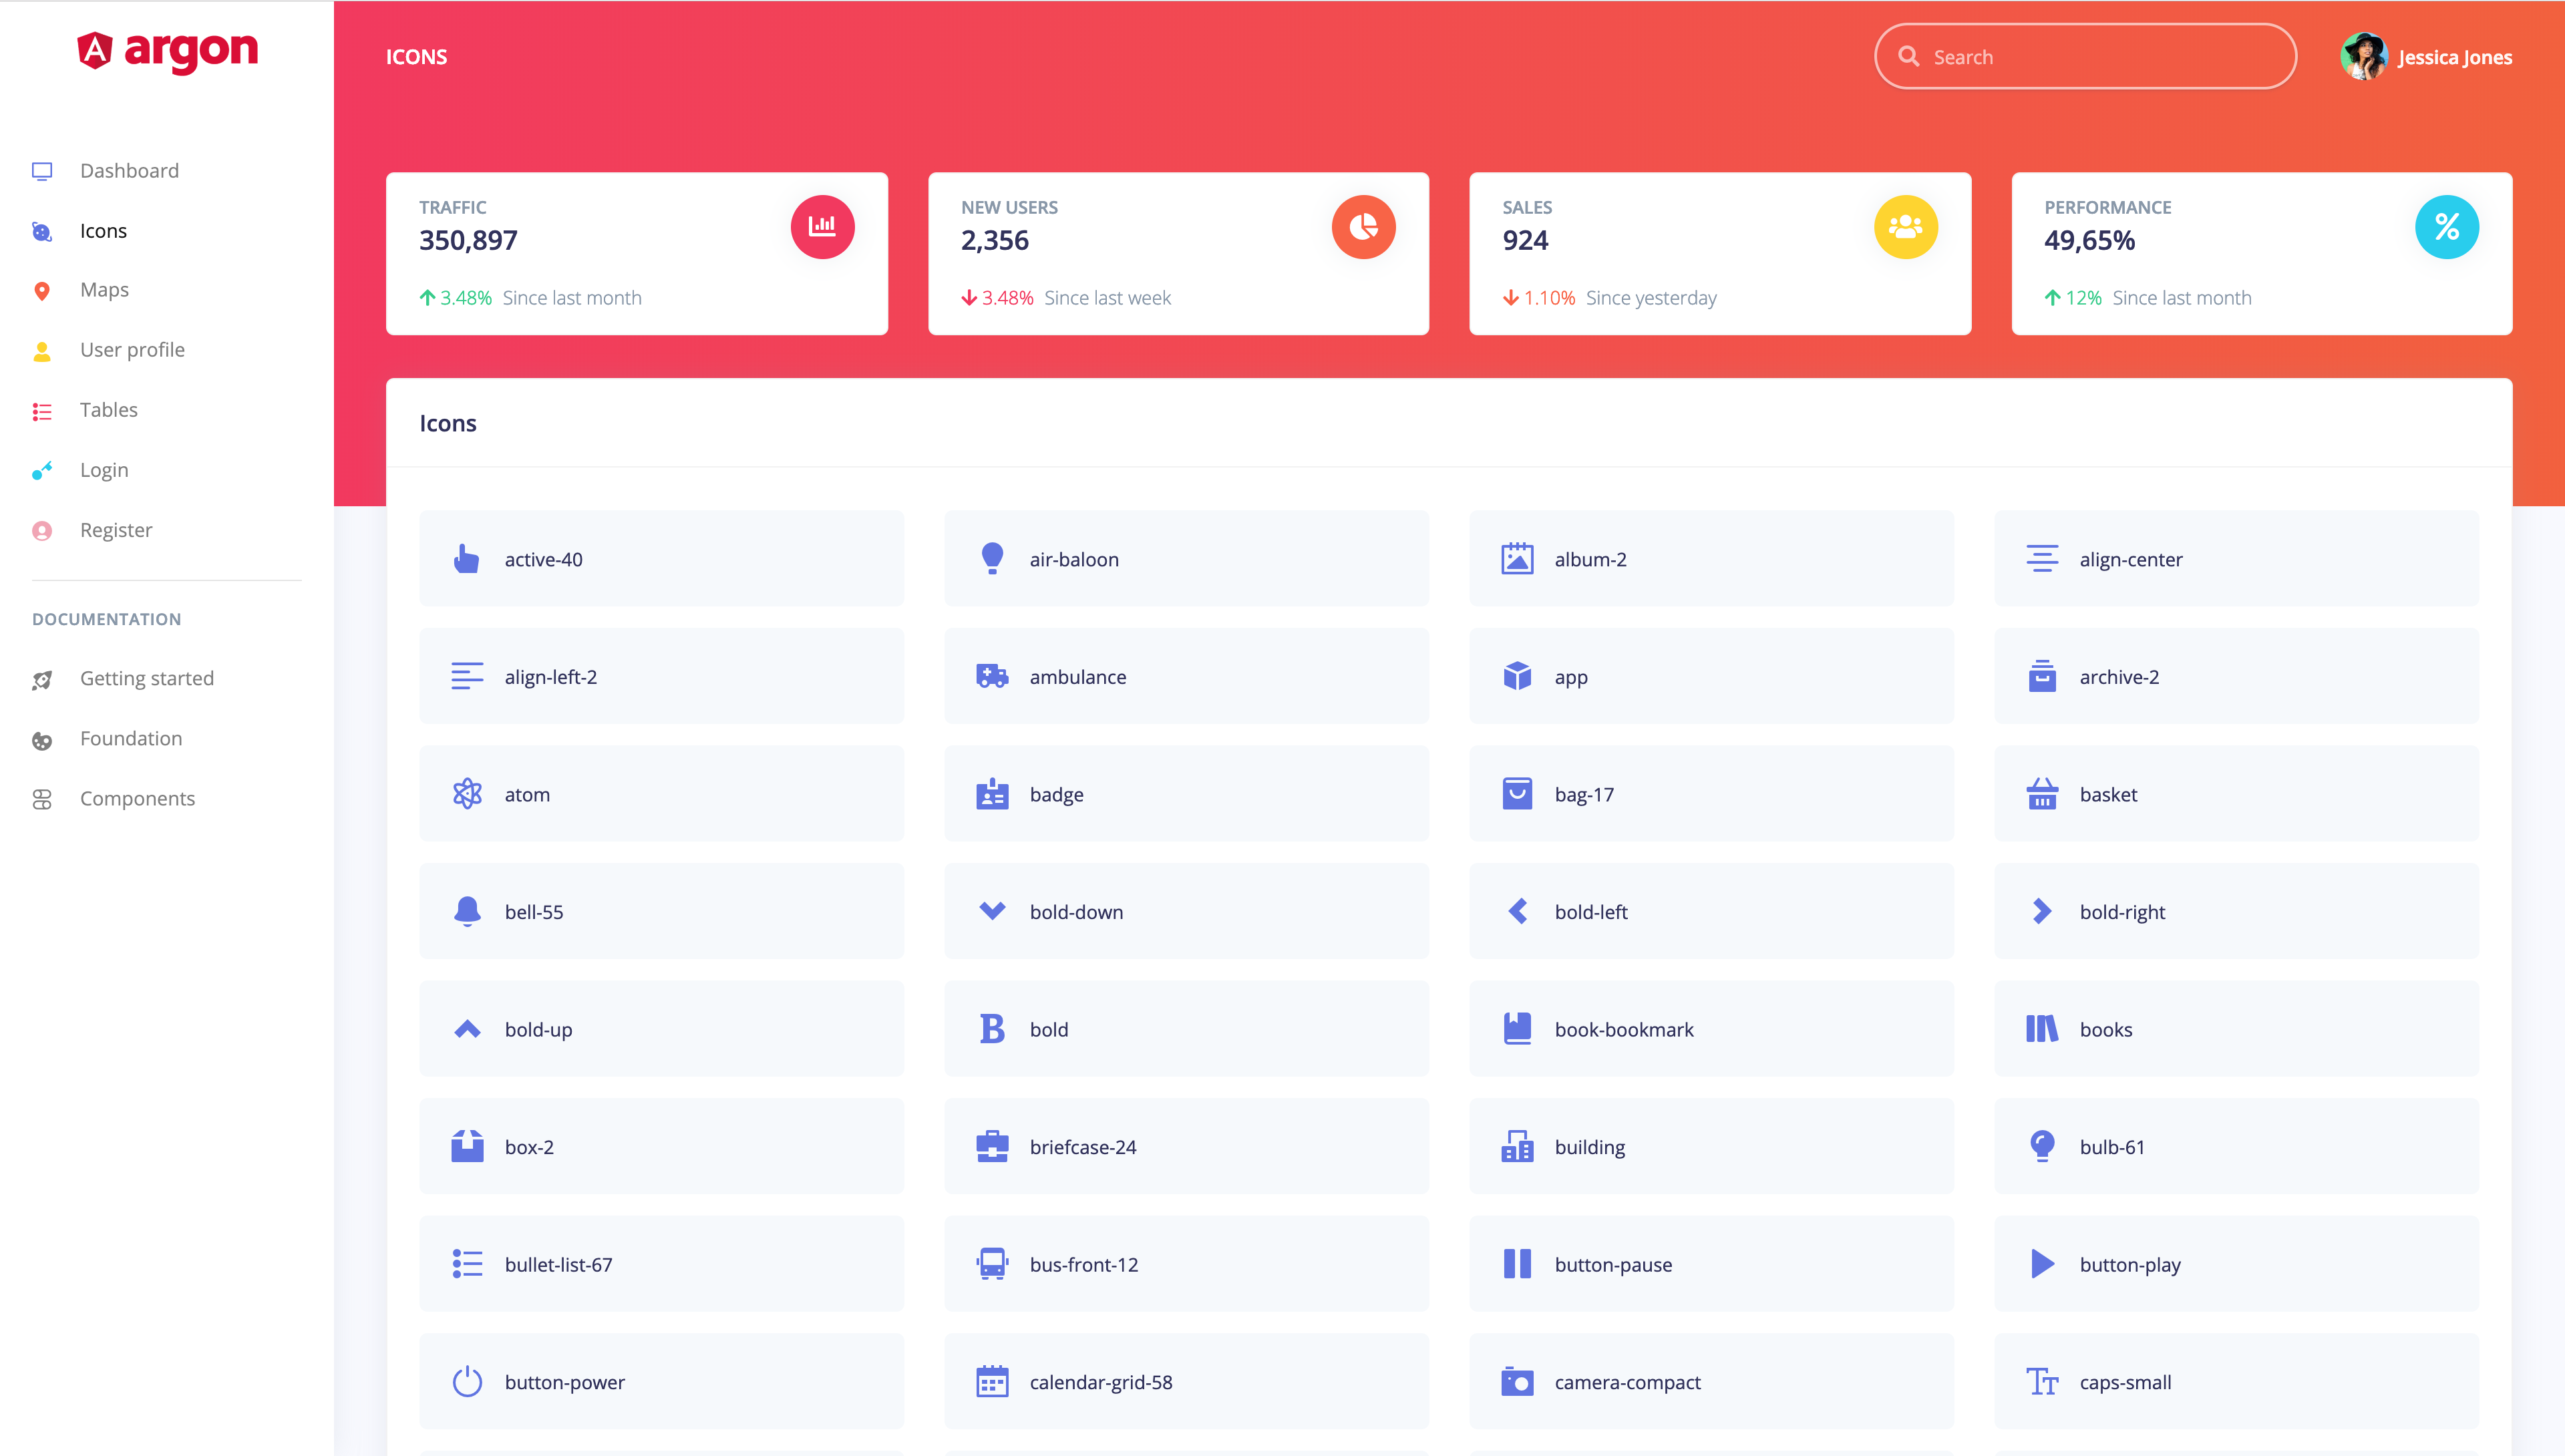 argon
Dashboard
Icons
Maps
User profile
Tables
Login
Register
DOCUMENTATION
Getting started
Foundation
Components
ICONS
Search
Jessica Jones
TRAFFIC
350,897
3.48% Since last month
NEW USERS
2,356
3.48% Since last week
SALES
924
1.10% Since yesterday
PERFORMANCE
49,65%
12% Since last month
Icons
active-40
air-baloon
album-2
align-center
align-left-2
ambulance
app
archive-2
atom
badge
bag-17
basket
bell-55
bold-down
bold-left
bold-right
bold-up
bold
book-bookmark
books
box-2
briefcase-24
building
bulb-61
bullet-list-67
bus-front-12
button-pause
button-play
button-power
calendar-grid-58
camera-compact
caps-small